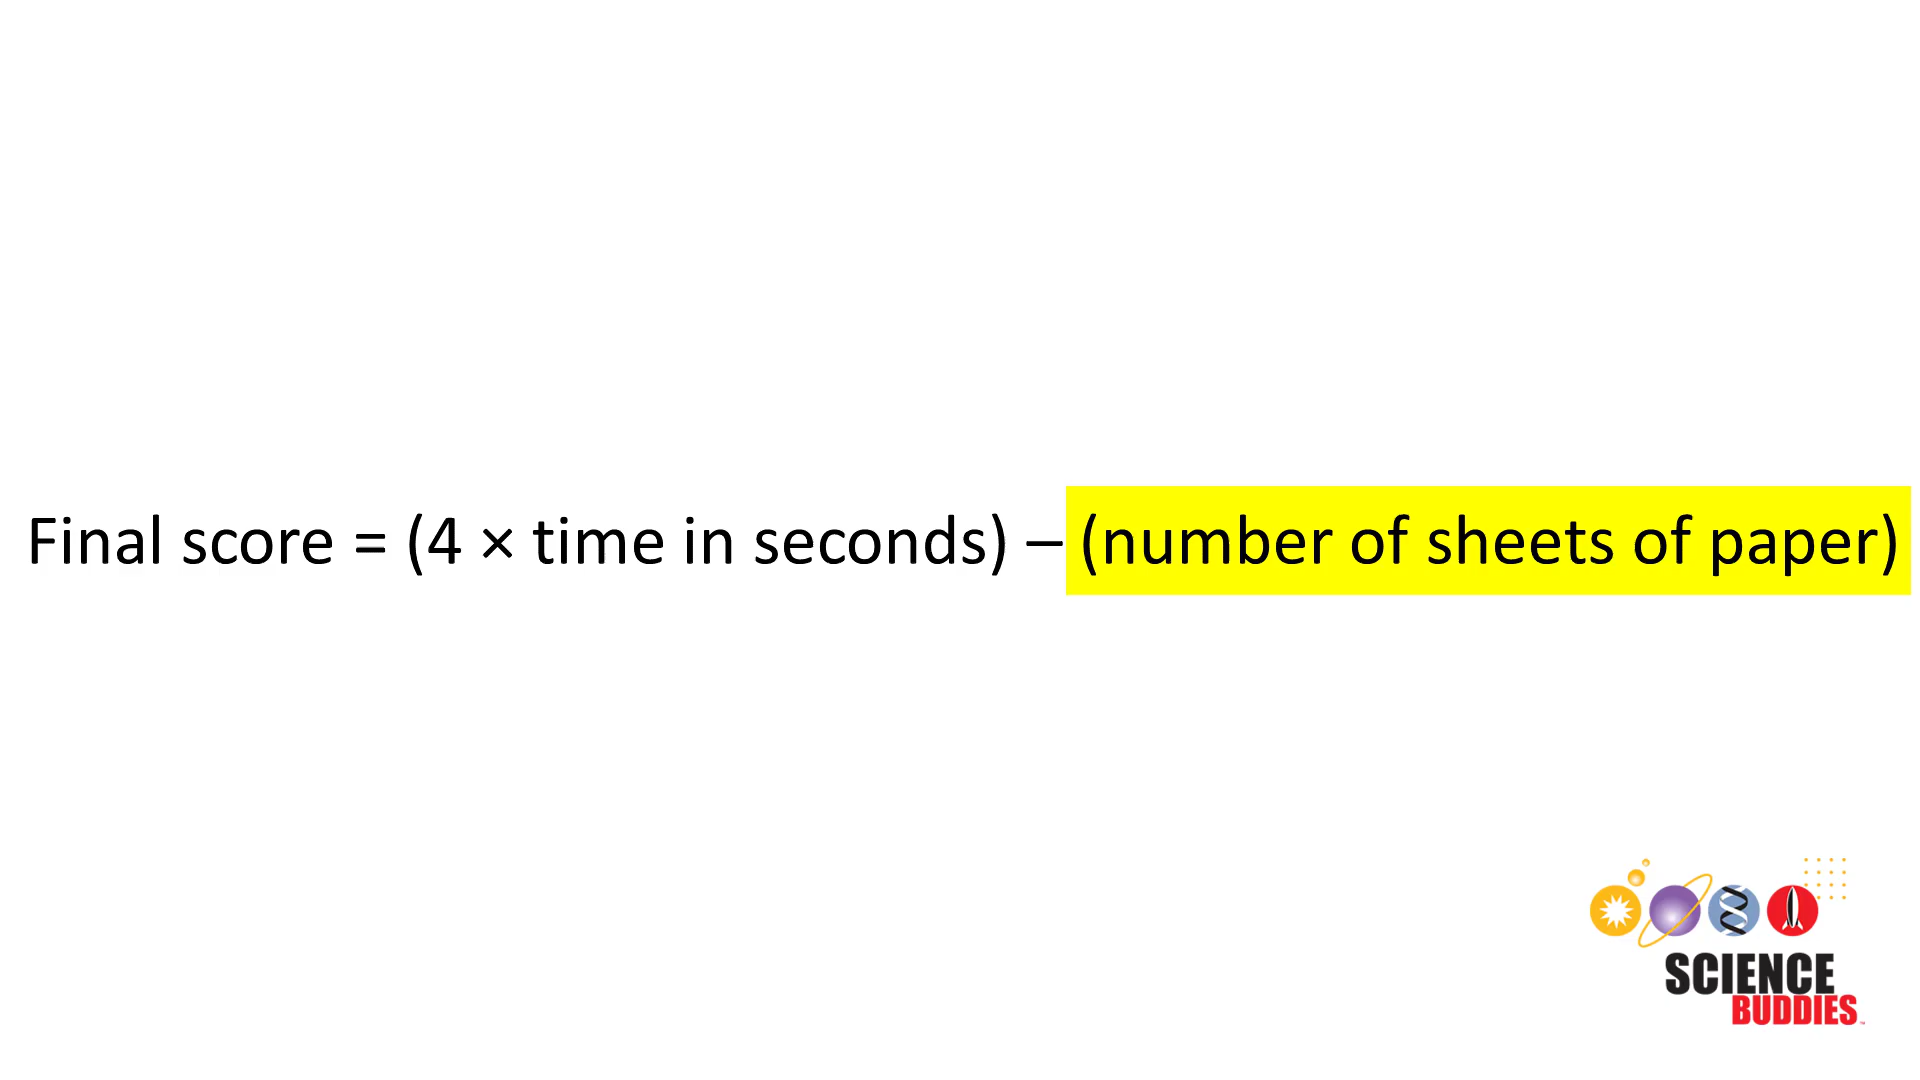 Final score = (4 × time in seconds) – (number of sheets of paper)
SCIENCE
BUDDIES